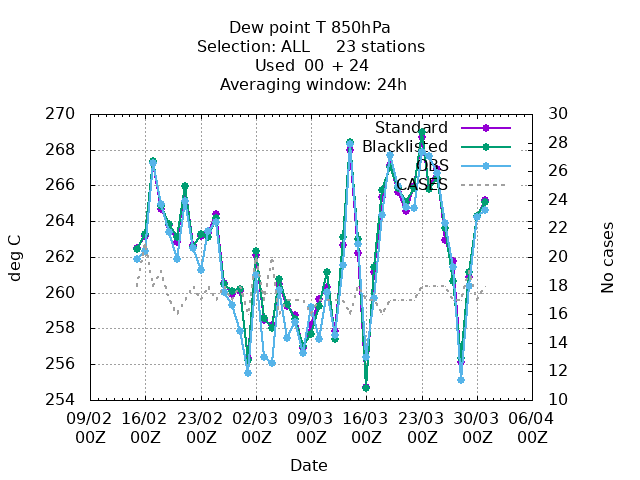 Dew point T 850hPa
Selection: ALL 23 stations
Used 00 + 24
Averaging window: 24h
270 30
Standard
268 28
Blacklisted
OBS
266 26
CASES
24
264
22
262
20
260 18
258 16
14
256
12
254 10
deg C
No cases
09/02 16/02 23/02 02/03 09/03 16/03 23/03 30/03 06/04
00Z 00Z 00Z 00Z 00Z 00Z 00Z 00Z 00Z
Date